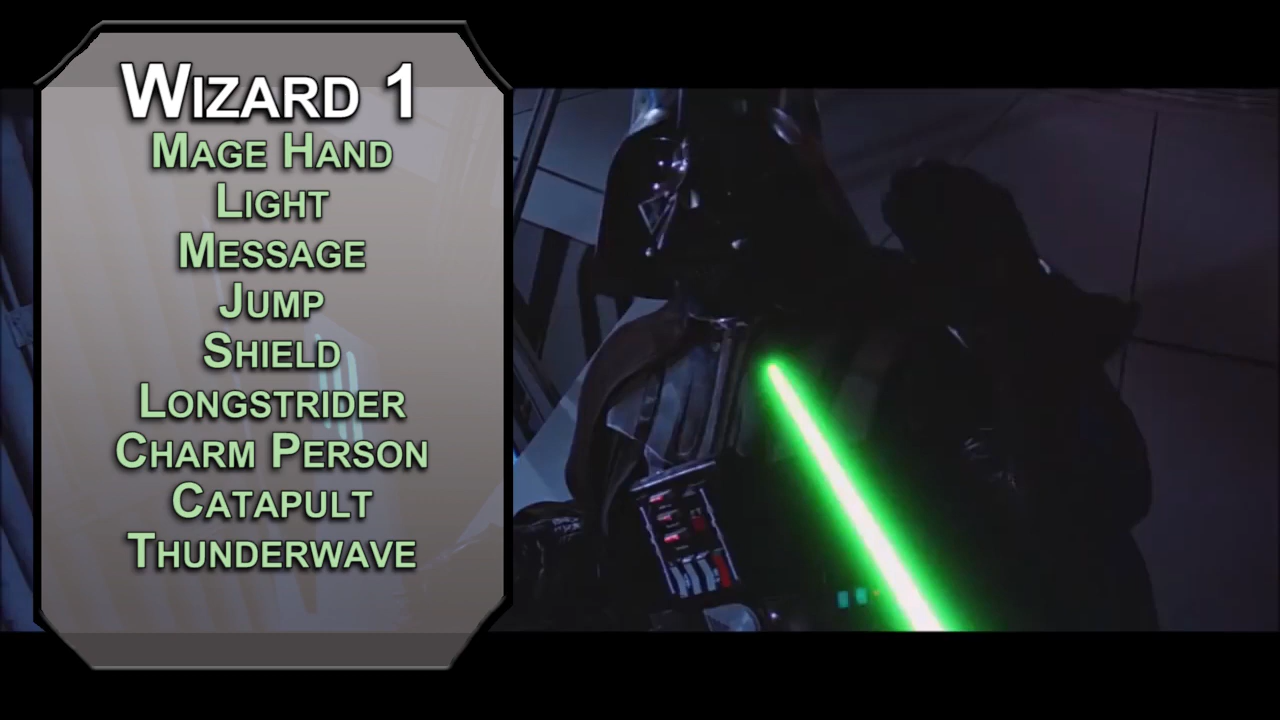 Wizard 1
Mage Hand
Light
Message
Jump
Shield
Longstrider
Charm Person
Catapult
Thunderwave